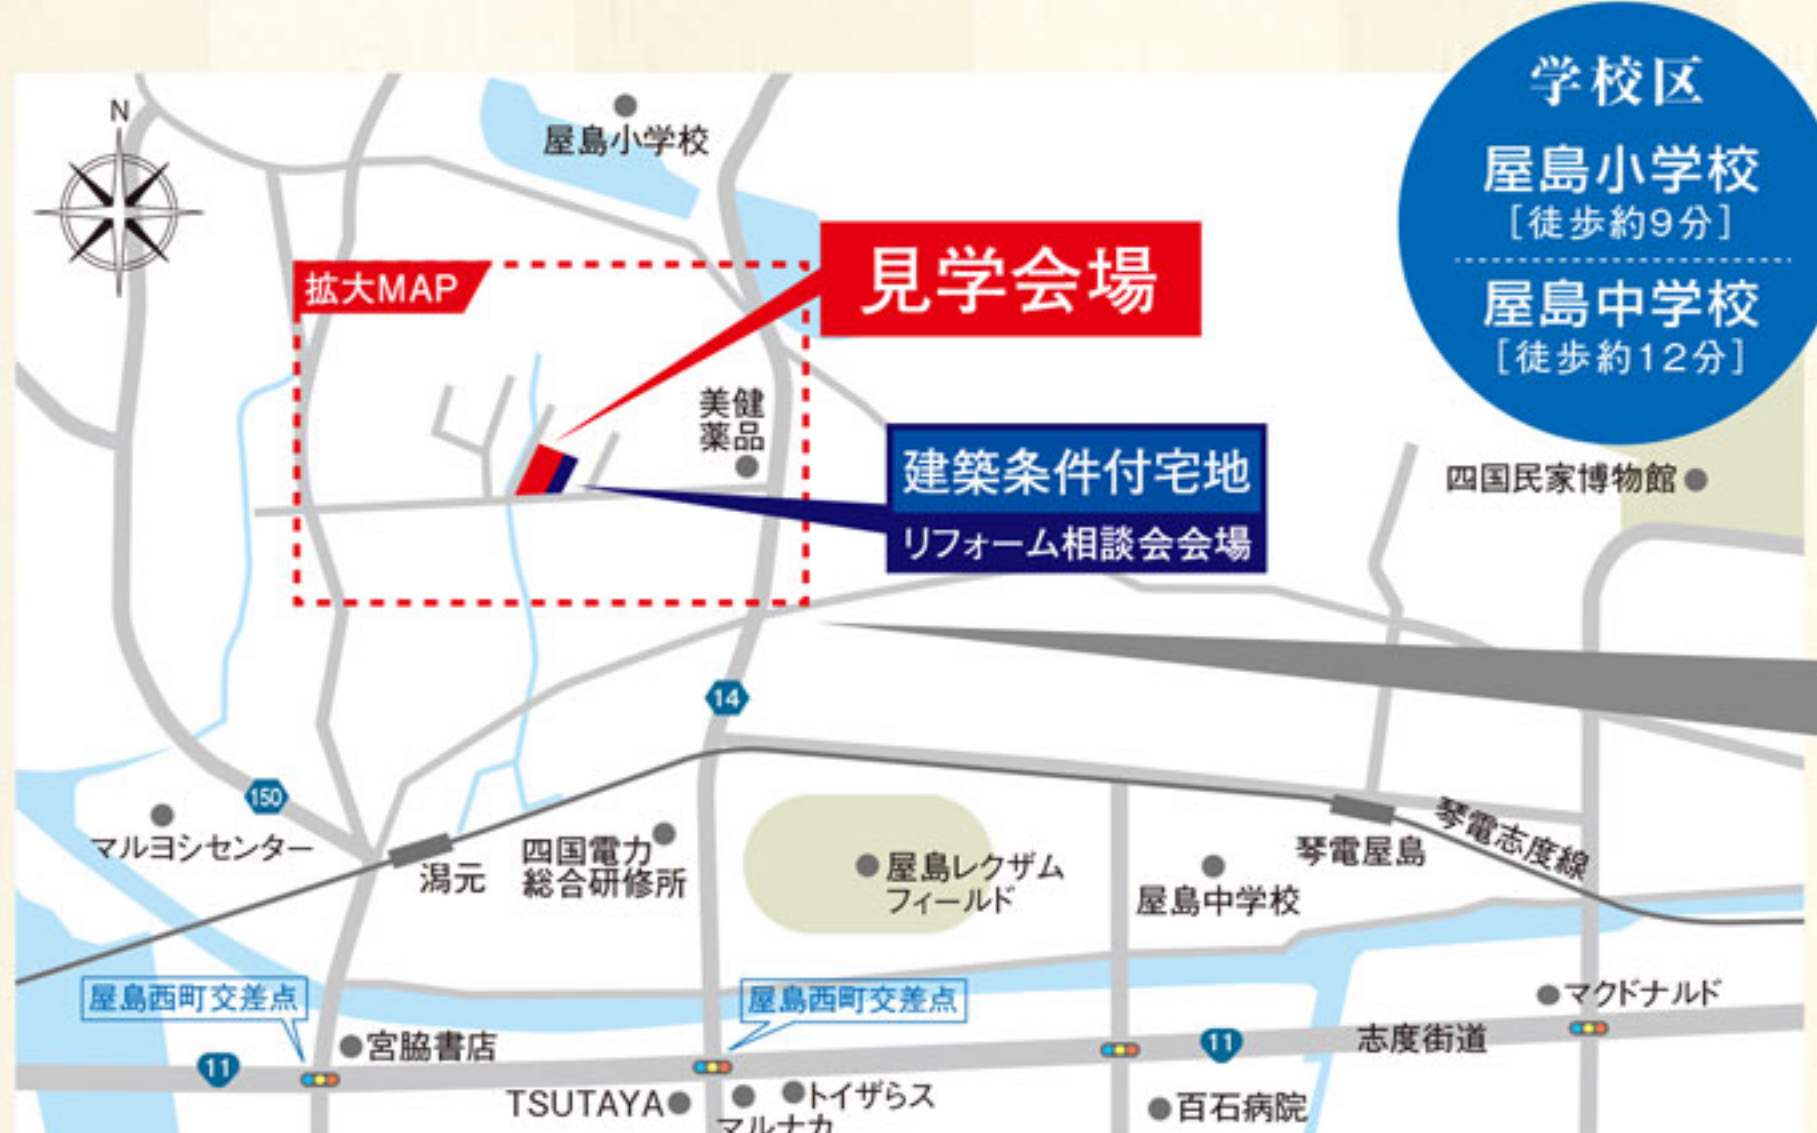 学校区
屋島小学校
［徒歩約9分］
屋島中学校
［徒歩約12分］
N
屋島小学校
拡大MAP
見学会場
美健
薬品
建築条件付宅地
リフォーム相談会会場
四国民家博物館
14
150
マルヨシセンター
潟元
四国電力
総合研修所
屋島レクザム
フィールド
琴電屋島
琴電志度線
屋島中学校
屋島西町交差点
屋島西町交差点
マクドナルド
宮脇書店
志度街道
11
11
TSUTAYA
トイザらス
マルナカ
百石病院